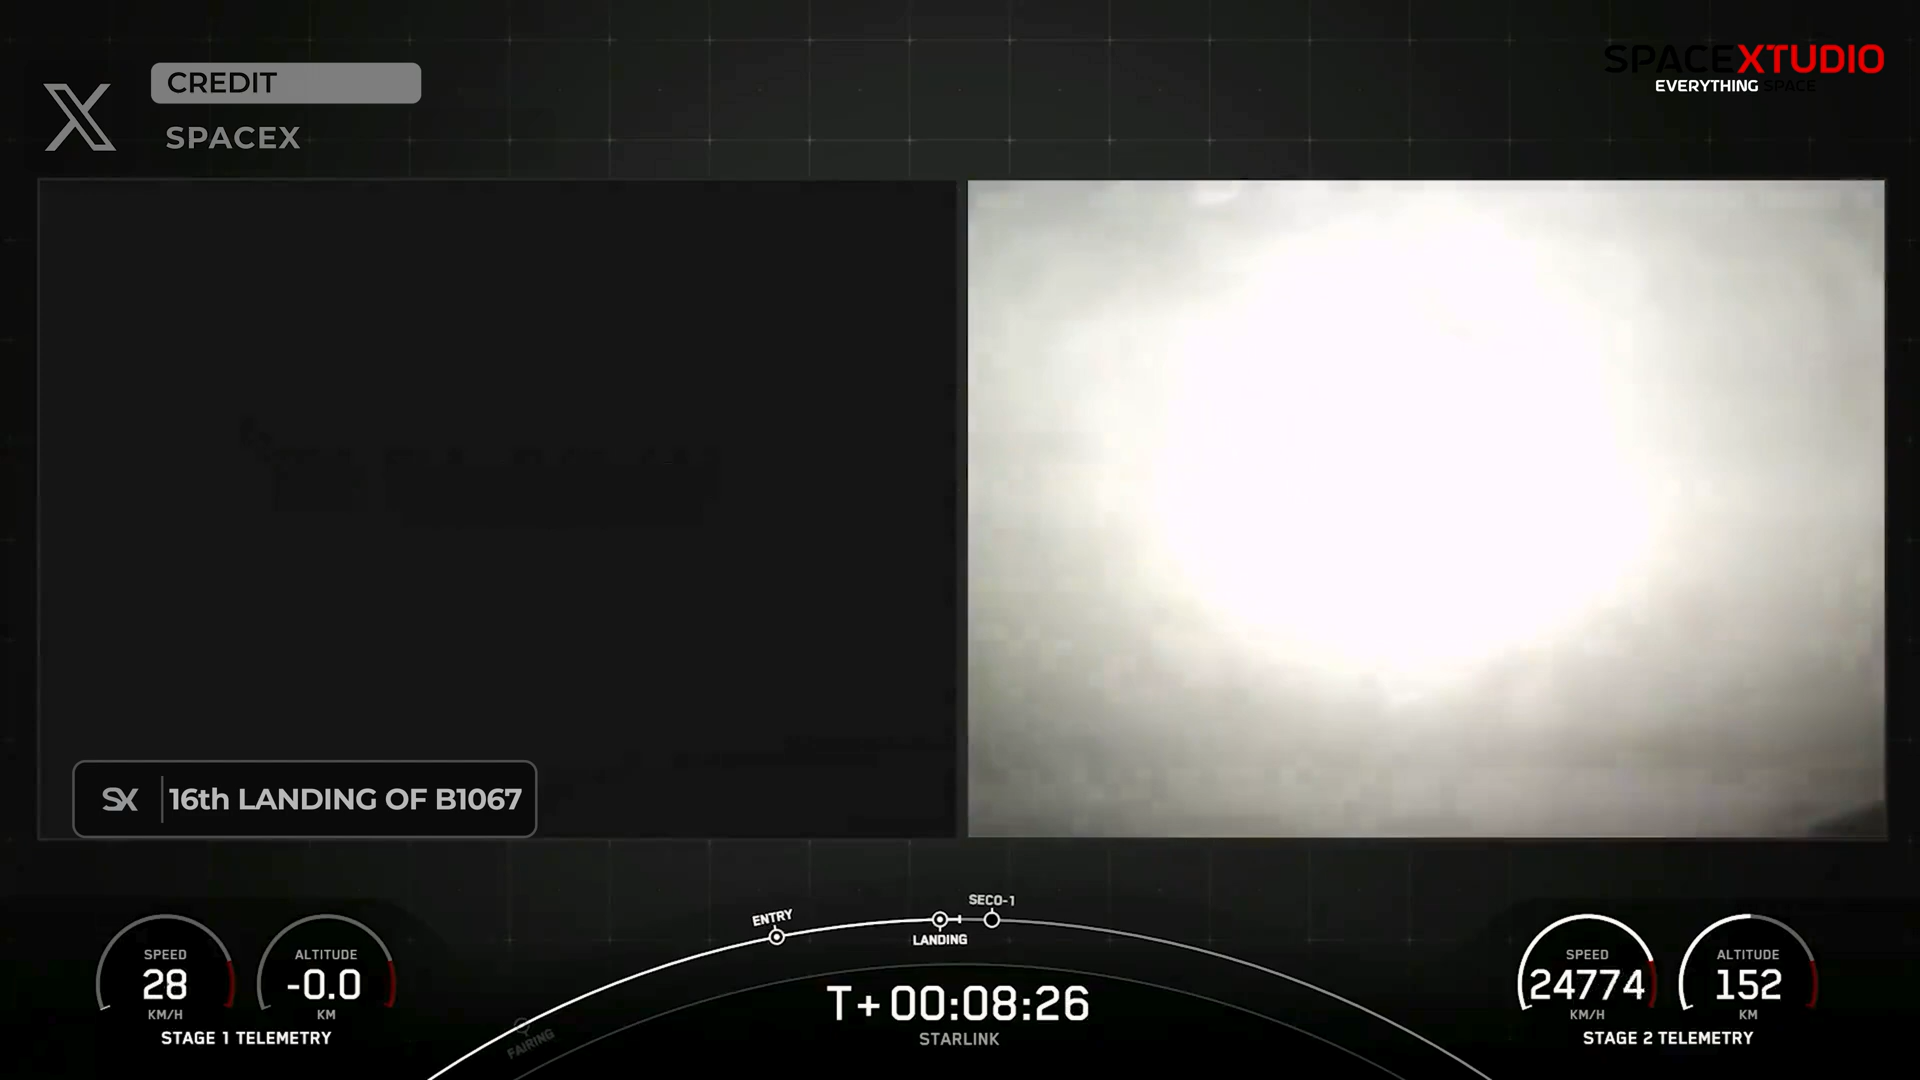 CREDIT
SPACEX
SPACEXTUDIO
EVERYTHING SPACE
SX
16th LANDING OF B1067
SPEED
28
KM/H
ALTITUDE
-0.0
KM
STAGE 1 TELEMETRY
FAIRING
ENTRY
LANDING
SECO-1
T+00:08:26
STARLINK
SPEED
24774
KM/H
ALTITUDE
152
KM
STAGE 2 TELEMETRY